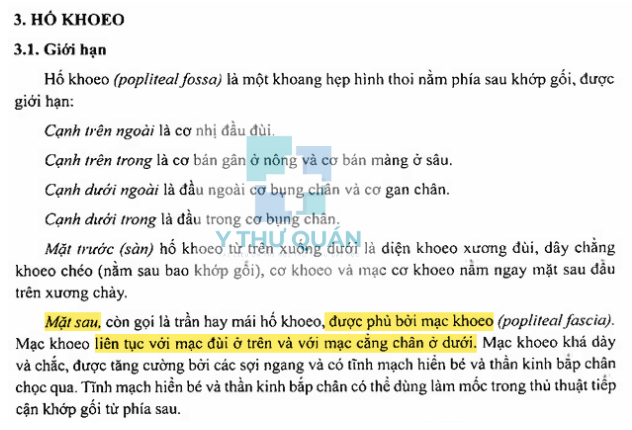 3. HỐ KHOEO
3.1. Giới hạn
Hố khoeo (popliteal fossa) là một khoang hẹp hình thoi nằm phía sau khớp gối, được
giới hạn:
Cạnh trên ngoài là cơ nhị đầu đùi.
Cạnh trên trong là cơ bán gân ở nông và cơ bán màng ở sâu.
Cạnh dưới ngoài là đầu ngoài cơ bụng chân và cơ gan chân.
Cạnh dưới trong là đầu trong cơ bụng chân.
Y THƯ QUÁN
Mặt trước (sàn) hố khoeo từ trên xuống dưới là diện khoeo xương đùi, dây chằng
khoeo chéo (nằm sau bao khớp gối), cơ khoeo và mạc cơ khoeo nằm ngay mặt sau đầu
trên xương chày.
Mặt sau, còn gọi là trần hay mái hố khoeo, được phủ bởi mạc khoeo (popliteal fascia).
Mạc khoeo liên tục với mạc đùi ở trên và với mạc cẳng chân ở dưới. Mạc khoeo khá dày
và chắc, được tăng cường bởi các sợi ngang và có tĩnh mạch hiển bé và thần kinh bắp chân
chọc qua. Tĩnh mạch hiển bé và thần kinh bắp chân có thể dùng làm mốc trong thủ thuật tiếp
cận khớp gối từ phía sau.